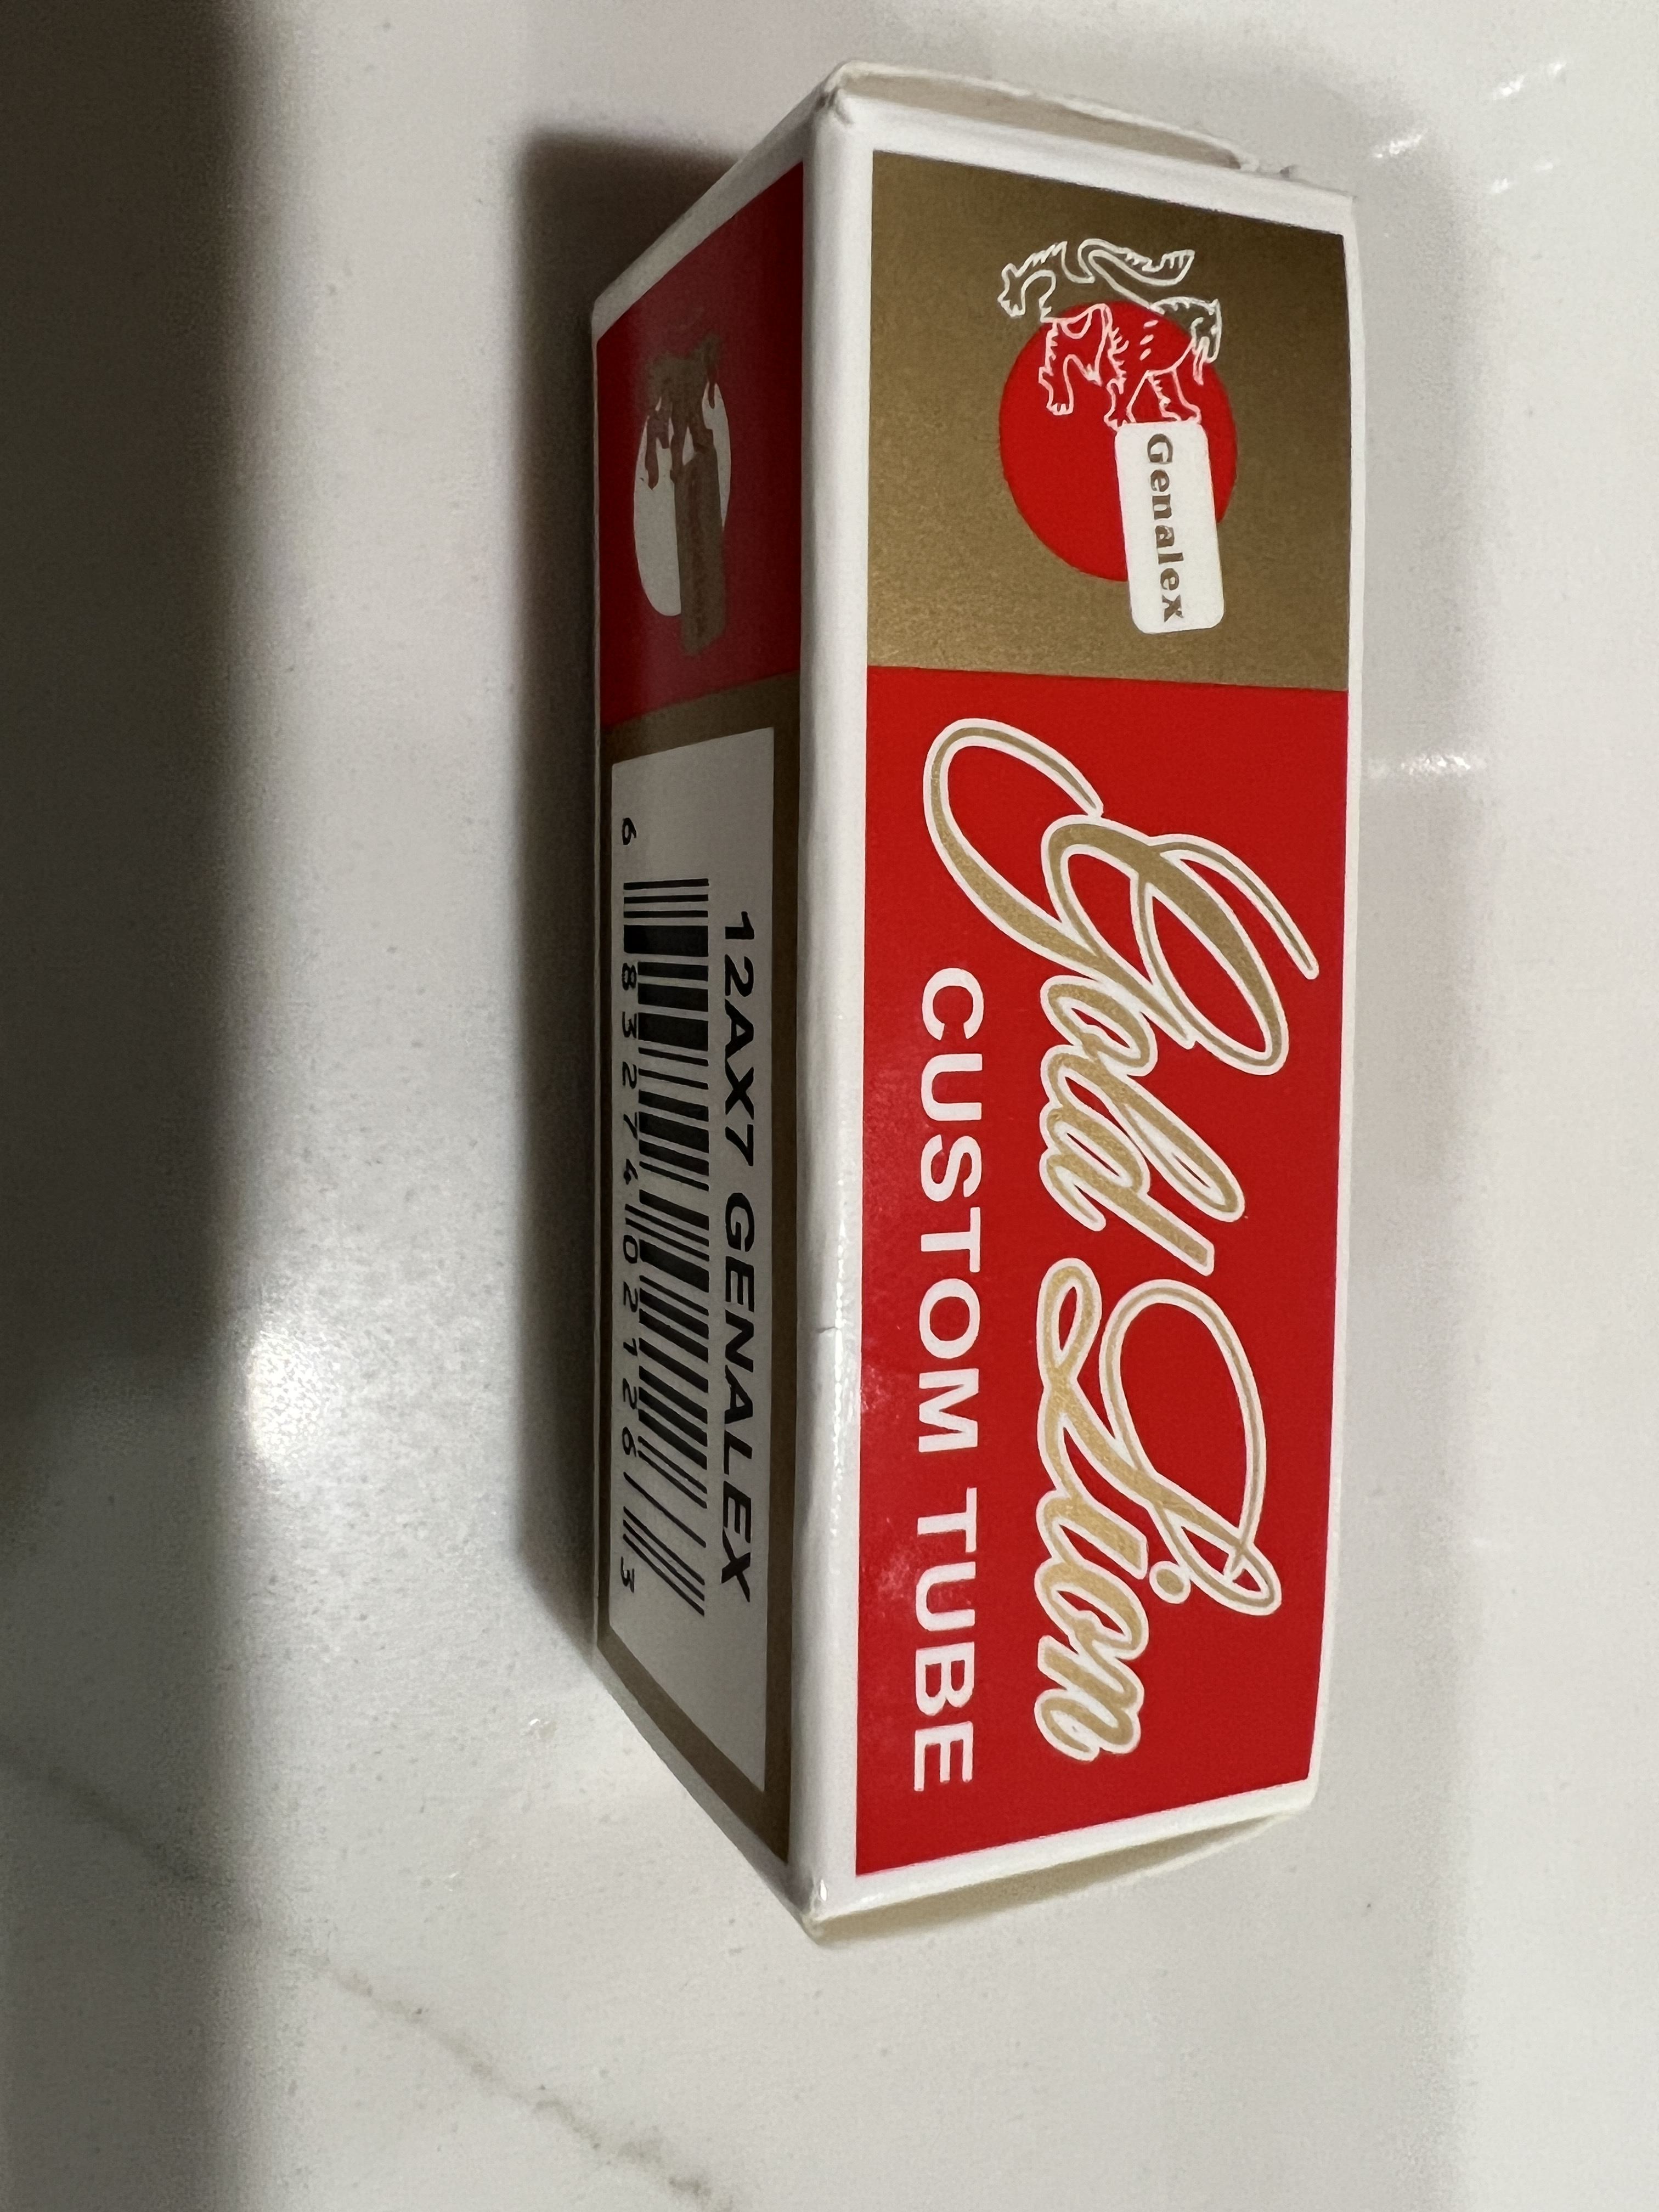 Genalex
Gold Lion
CUSTOM TUBE
12AX7 GENALEX
6 83274 02126 3